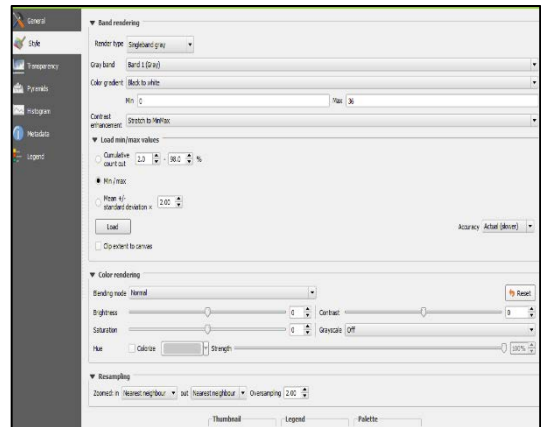 General
Style
Transparency
Pyramids
Histogram
Metadata
Legend
▼ Band rendering
Render type Singleband gray
Gray band Band 1 (Gray)
Color gradient Black to white
Min 0 Max 36
Contrast enhancement Stretch to MinMax
▼ Load min/max values
Cumulative count cut 2.0 - 98.0 %
Min / max
Mean +/- standard deviation × 2.00
Load Accuracy Actual (slower)
Clip extent to canvas
▼ Color rendering
Blending mode Normal Reset
Brightness 0 Contrast 0
Saturation 0 Grayscale Off
Hue Colorize Strength 100%
▼ Resampling
Zoomed: in Nearest neighbour out Nearest neighbour Oversampling 2.00
Thumbnail Legend Palette